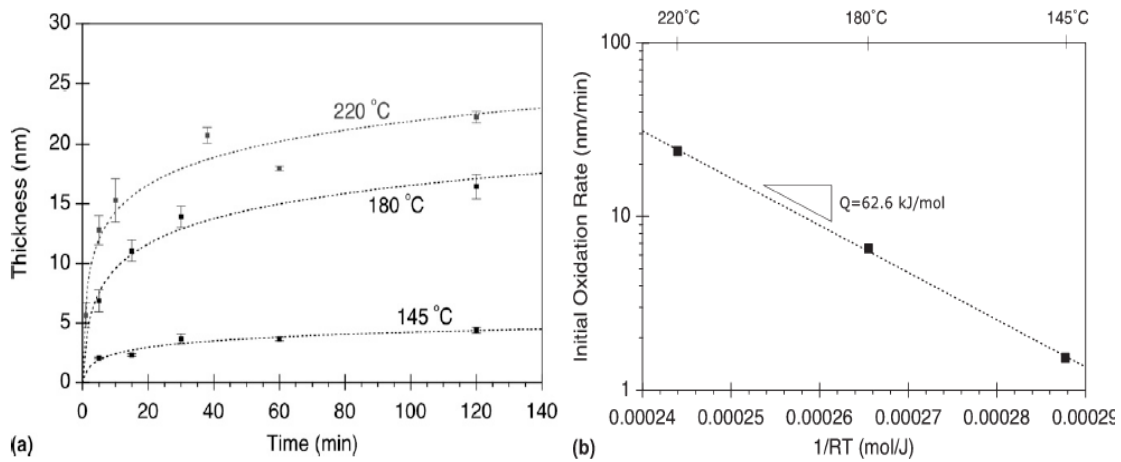 30
25
20
15
10
5
0
Thickness (nm)
220 °C
180 °C
145 °C
0 20 40 60 80 100 120 140
Time (min)
(a)
220°C 180°C 145°C
100
10
1
Initial Oxidation Rate (nm/min)
Q=62.6 kJ/mol
0.00024 0.00025 0.00026 0.00027 0.00028 0.00029
1/RT (mol/J)
(b)